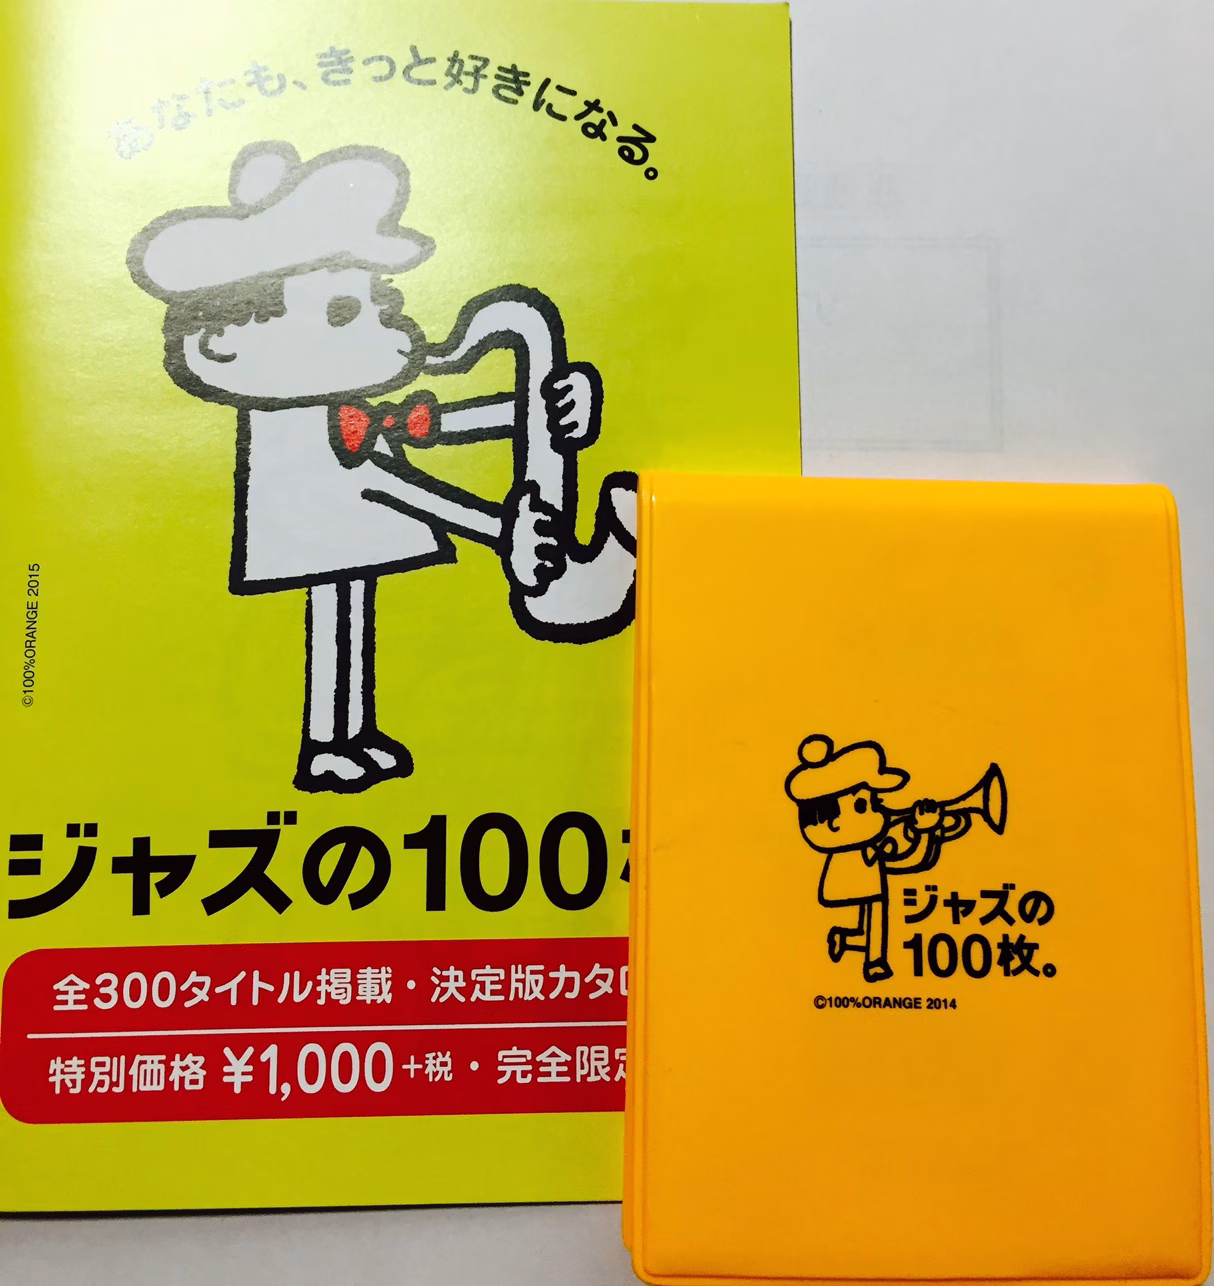 あなたも、きっと好きになる。
©100%ORANGE 2015
ジャズの100
全300タイトル掲載・決定版カタロ
特別価格 ¥1,000+税・完全限定
ジャズの
100枚。
©100%ORANGE 2014